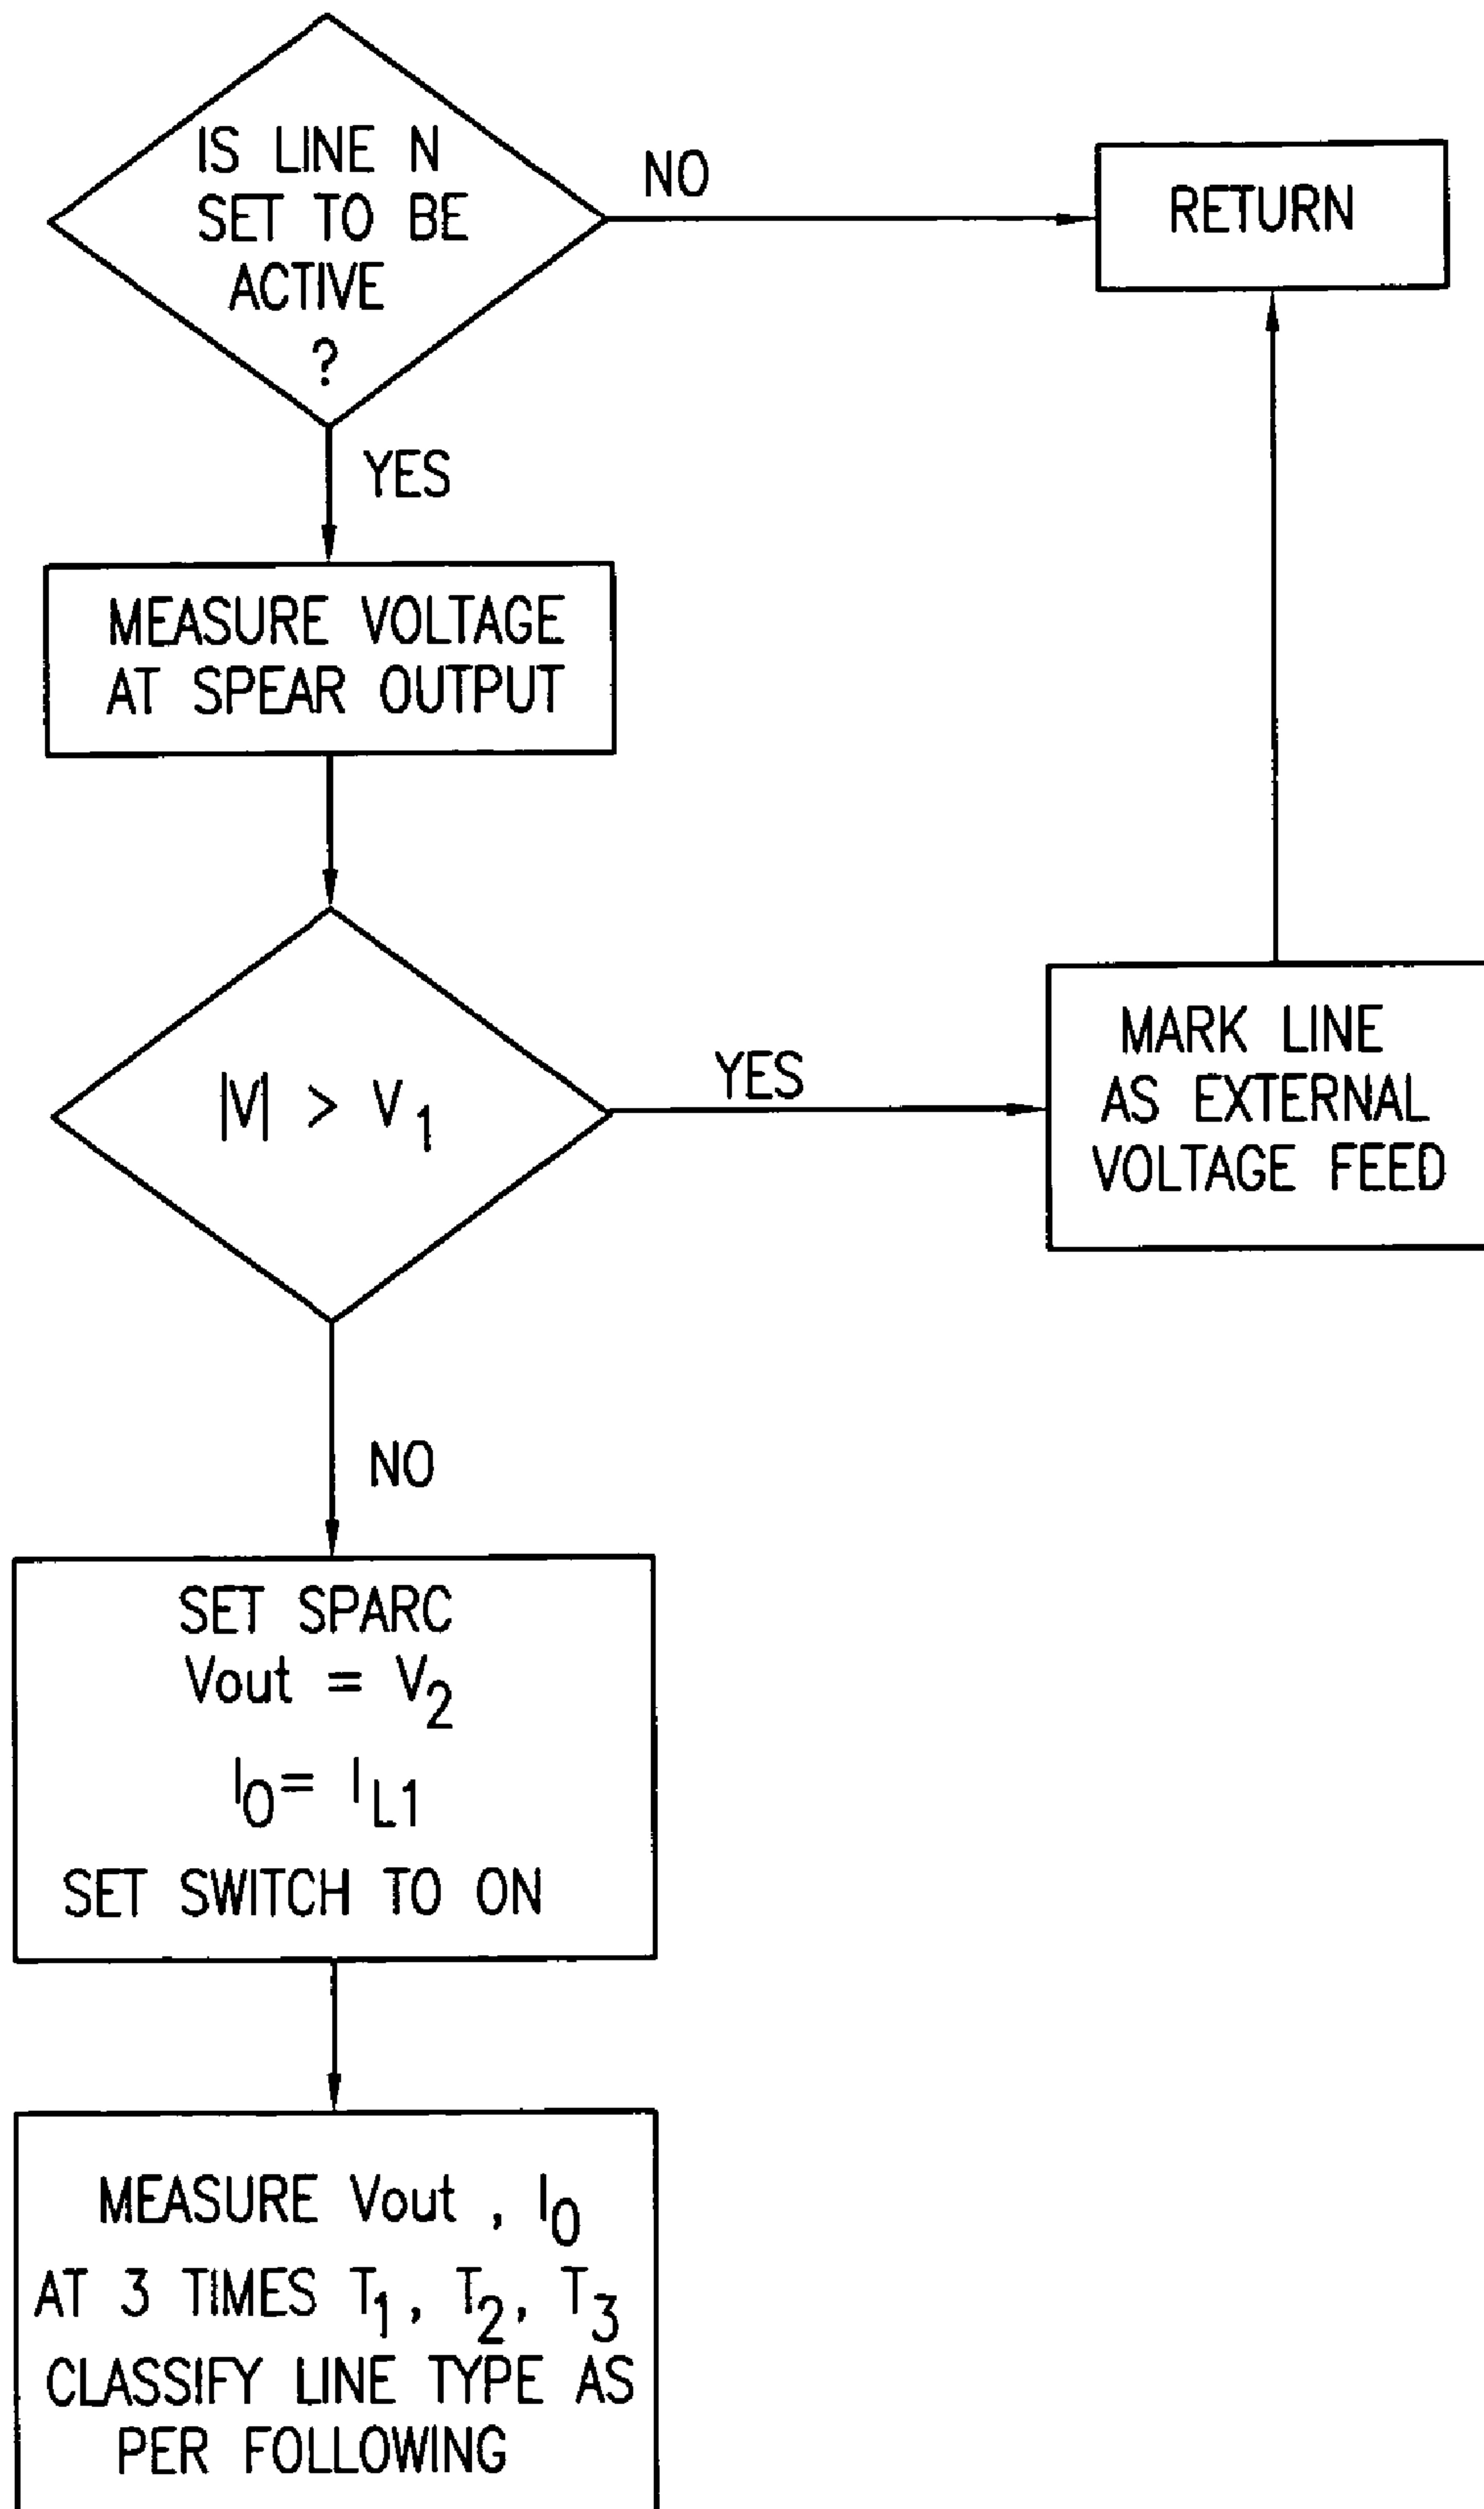 IS LINE N
SET TO BE
ACTIVE
?
NO
RETURN
YES
MEASURE VOLTAGE
AT SPEAR OUTPUT
|V| > V₁
YES
MARK LINE
AS EXTERNAL
VOLTAGE FEED
NO
SET SPARC
Vout = V₂
I₀= I_L1
SET SWITCH TO ON
MEASURE Vout , I₀
AT 3 TIMES T₁, T₂, T₃
CLASSIFY LINE TYPE AS
PER FOLLOWING